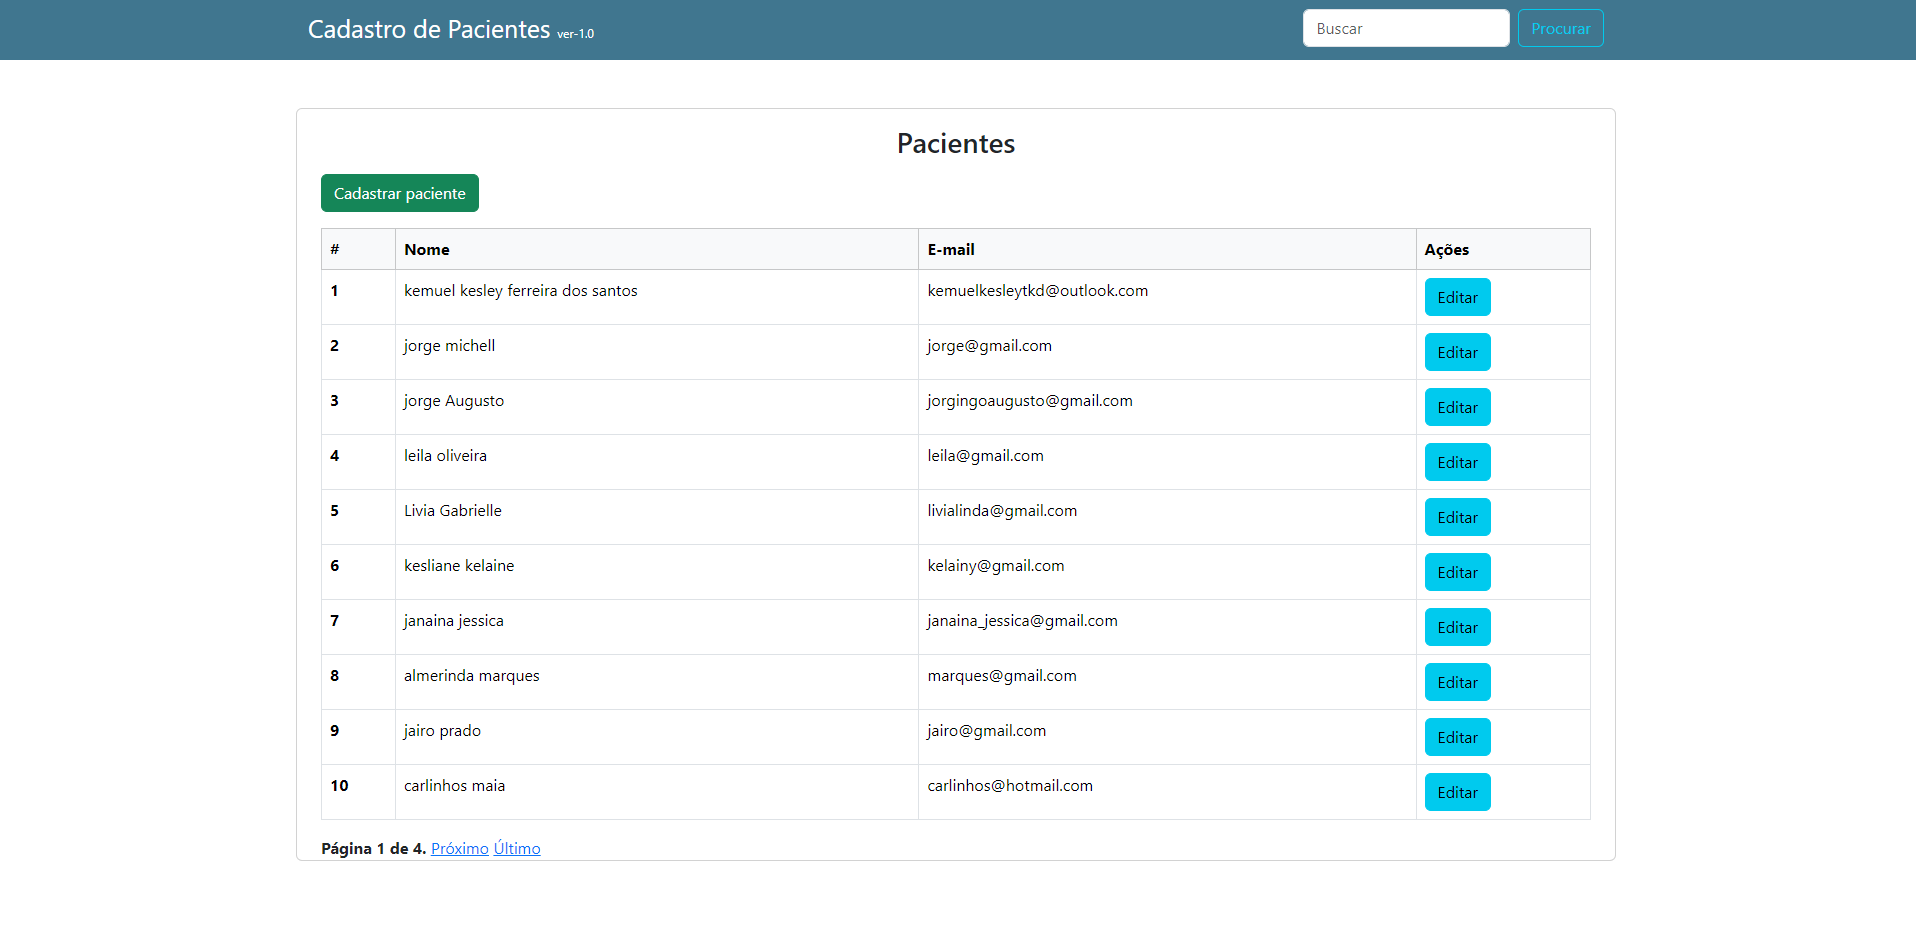 Cadastro de Pacientes ver-1.0 Buscar Procurar
Pacientes
Cadastrar paciente
# Nome E-mail Ações
1 kemuel kesley ferreira dos santos kemuelkesleytkd@outlook.com Editar
2 jorge michell jorge@gmail.com Editar
3 jorge Augusto jorgingoaugusto@gmail.com Editar
4 leila oliveira leila@gmail.com Editar
5 Livia Gabrielle livialinda@gmail.com Editar
6 kesliane kelaine kelainy@gmail.com Editar
7 janaina jessica janaina_jessica@gmail.com Editar
8 almerinda marques marques@gmail.com Editar
9 jairo prado jairo@gmail.com Editar
10 carlinhos maia carlinhos@hotmail.com Editar
Página 1 de 4. Próximo Último